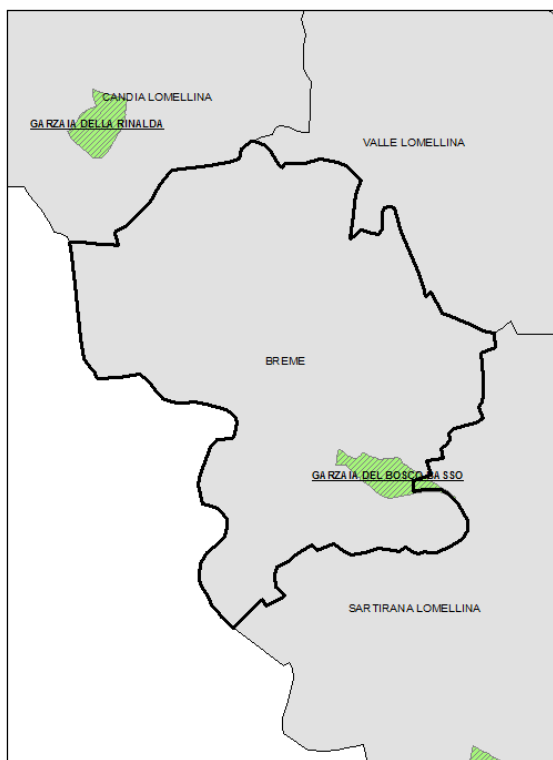 CANDIA LOMELLINA
GARZAIA DELLA RINALDA
VALLE LOMELLINA
BREME
GARZAIA DEL BOSCO BASSO
SARTIRANA LOMELLINA